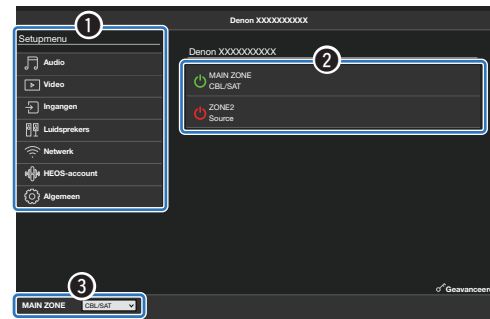 Denon XXXXXXXXXX
1
Setupmenu
Audio
Video
Ingangen
Luidsprekers
Netwerk
HEOS-account
Algemeen
Denon XXXXXXXXXX
2
MAIN ZONE
CBL/SAT
ZONE2
Source
3
MAIN ZONE CBL/SAT
Geavanceer